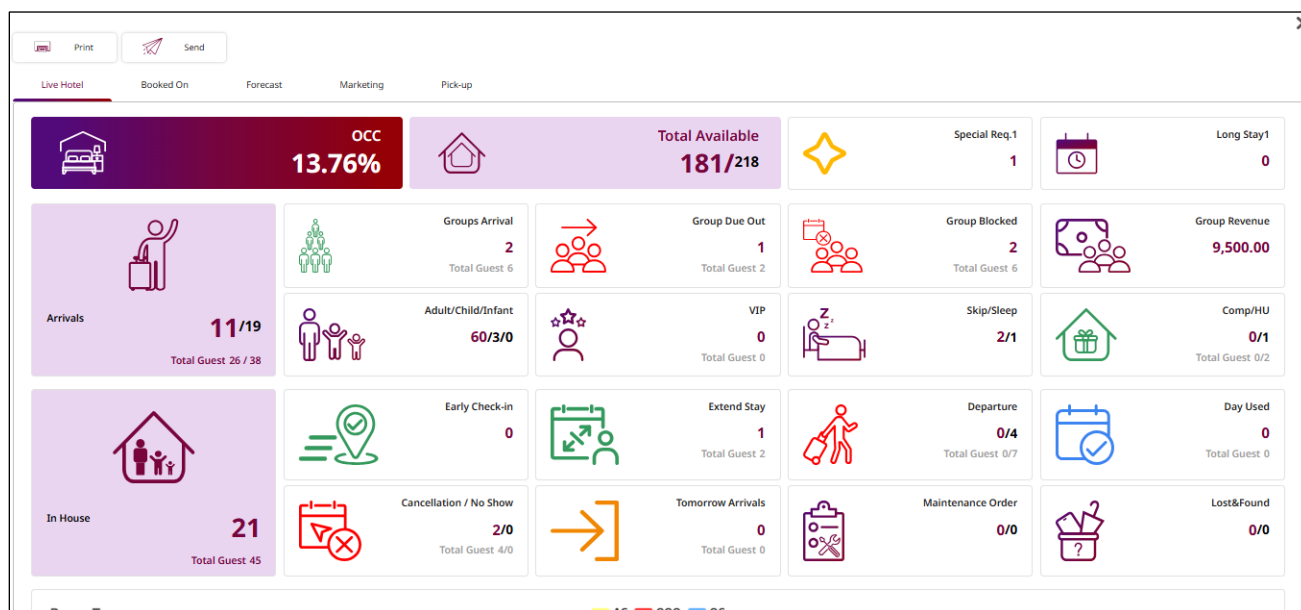 Print
Send
Live Hotel
Booked On
Forecast
Marketing
Pick-up
OCC
13.76%
Total Available
181/218
Special Req.1
1
Long Stay1
0
Arrivals
11/19
Total Guest 26 / 38
Groups Arrival
2
Total Guest 6
Group Due Out
1
Total Guest 2
Group Blocked
2
Total Guest 6
Group Revenue
9,500.00
Adult/Child/Infant
60/3/0
VIP
0
Total Guest 0
Skip/Sleep
Z
z
z
2/1
Comp/HU
0/1
Total Guest 0/2
In House
21
Total Guest 45
Early Check-in
0
Extend Stay
1
Total Guest 2
Departure
0/4
Total Guest 0/7
Day Used
0
Total Guest 0
Cancellation / No Show
2/0
Total Guest 4/0
Tomorrow Arrivals
0
Total Guest 0
Maintenance Order
0/0
Lost&Found
?
0/0